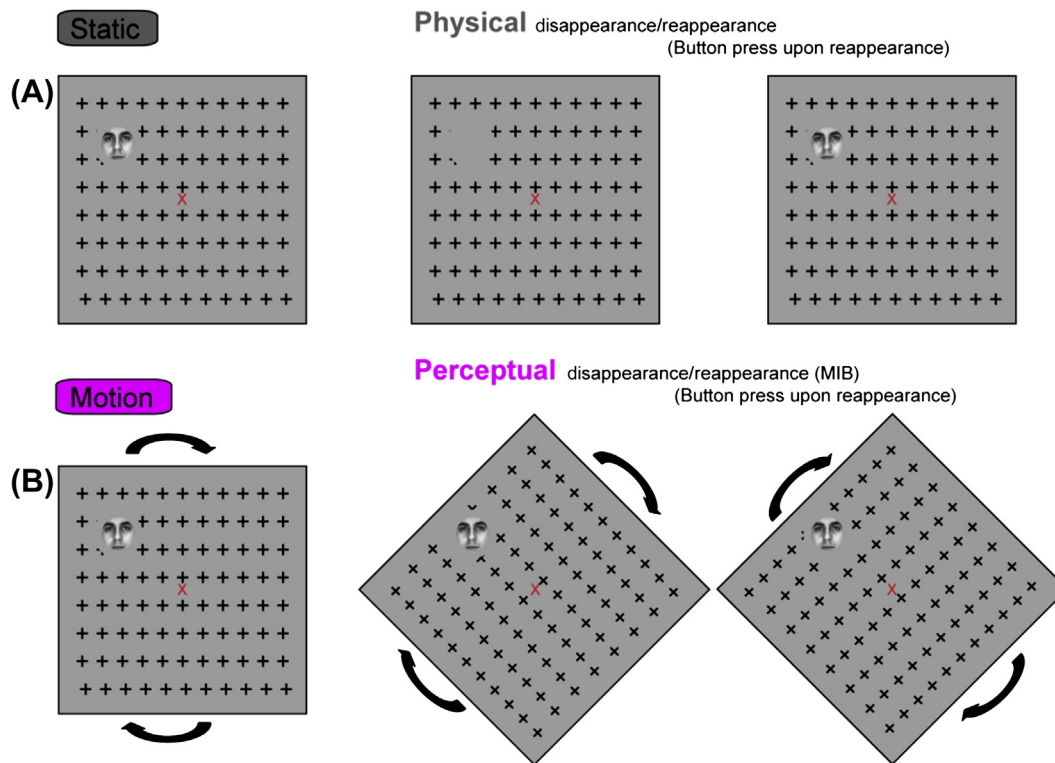 Static
Physical disappearance/reappearance
(Button press upon reappearance)
(A)
X
X
X
Motion
Perceptual disappearance/reappearance (MIB)
(Button press upon reappearance)
(B)
X
X
X